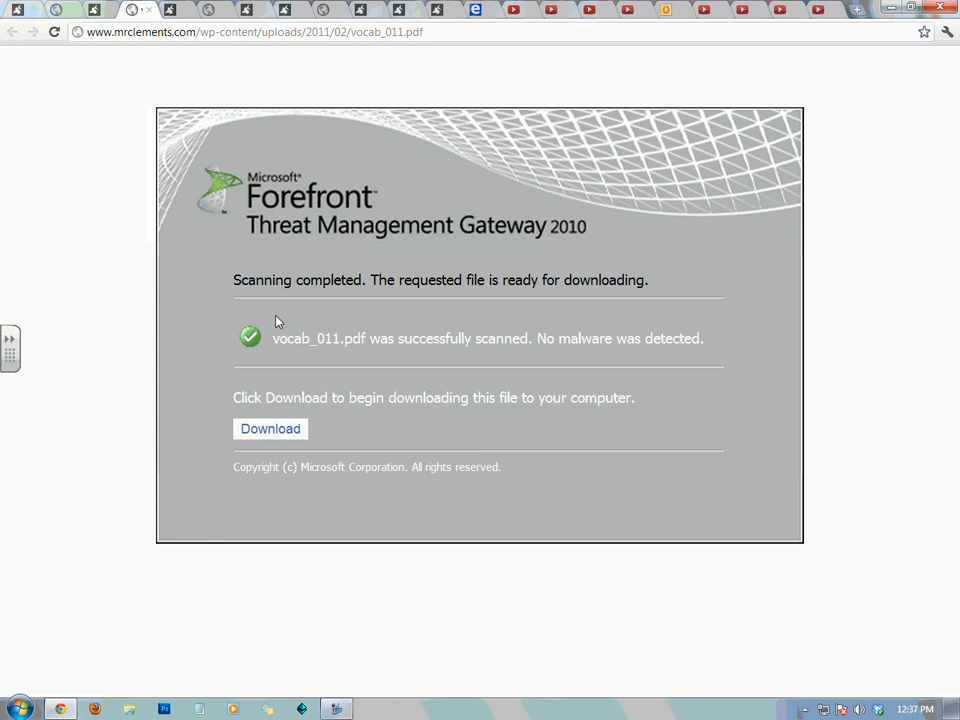 www.mrclements.com/wp-content/uploads/2011/02/vocab_011.pdf
Microsoft®
Forefront™
Threat Management Gateway 2010
Scanning completed. The requested file is ready for downloading.
vocab_011.pdf was successfully scanned. No malware was detected.
Click Download to begin downloading this file to your computer.
Download
Copyright (c) Microsoft Corporation. All rights reserved.
12:37 PM